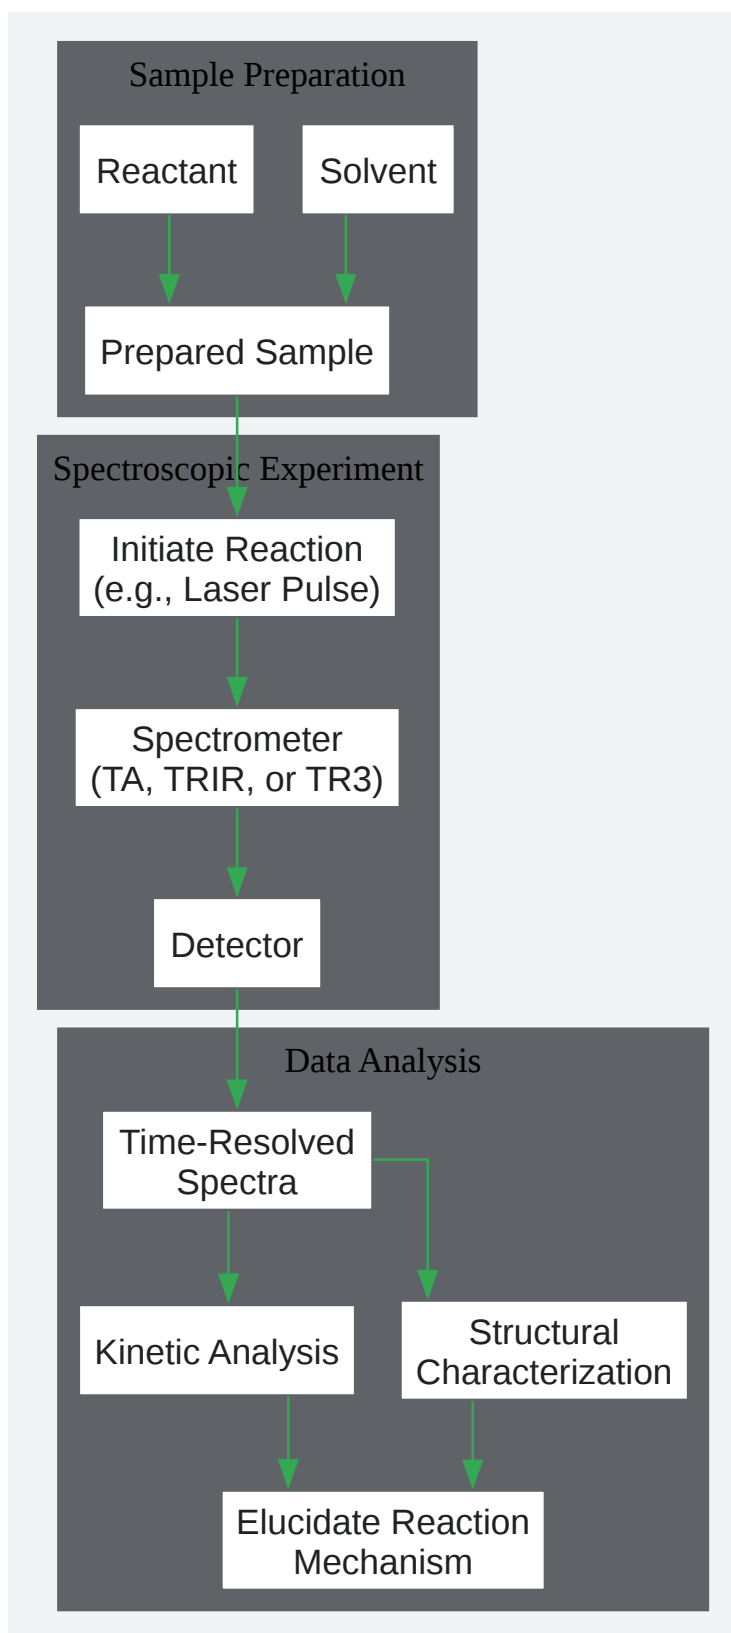 Sample Preparation
Reactant
Solvent
Prepared Sample
Spectroscopic Experiment
Initiate Reaction
(e.g., Laser Pulse)
Spectrometer
(TA, TRIR, or TR3)
Detector
Data Analysis
Time-Resolved
Spectra
Kinetic Analysis
Structural
Characterization
Elucidate Reaction
Mechanism